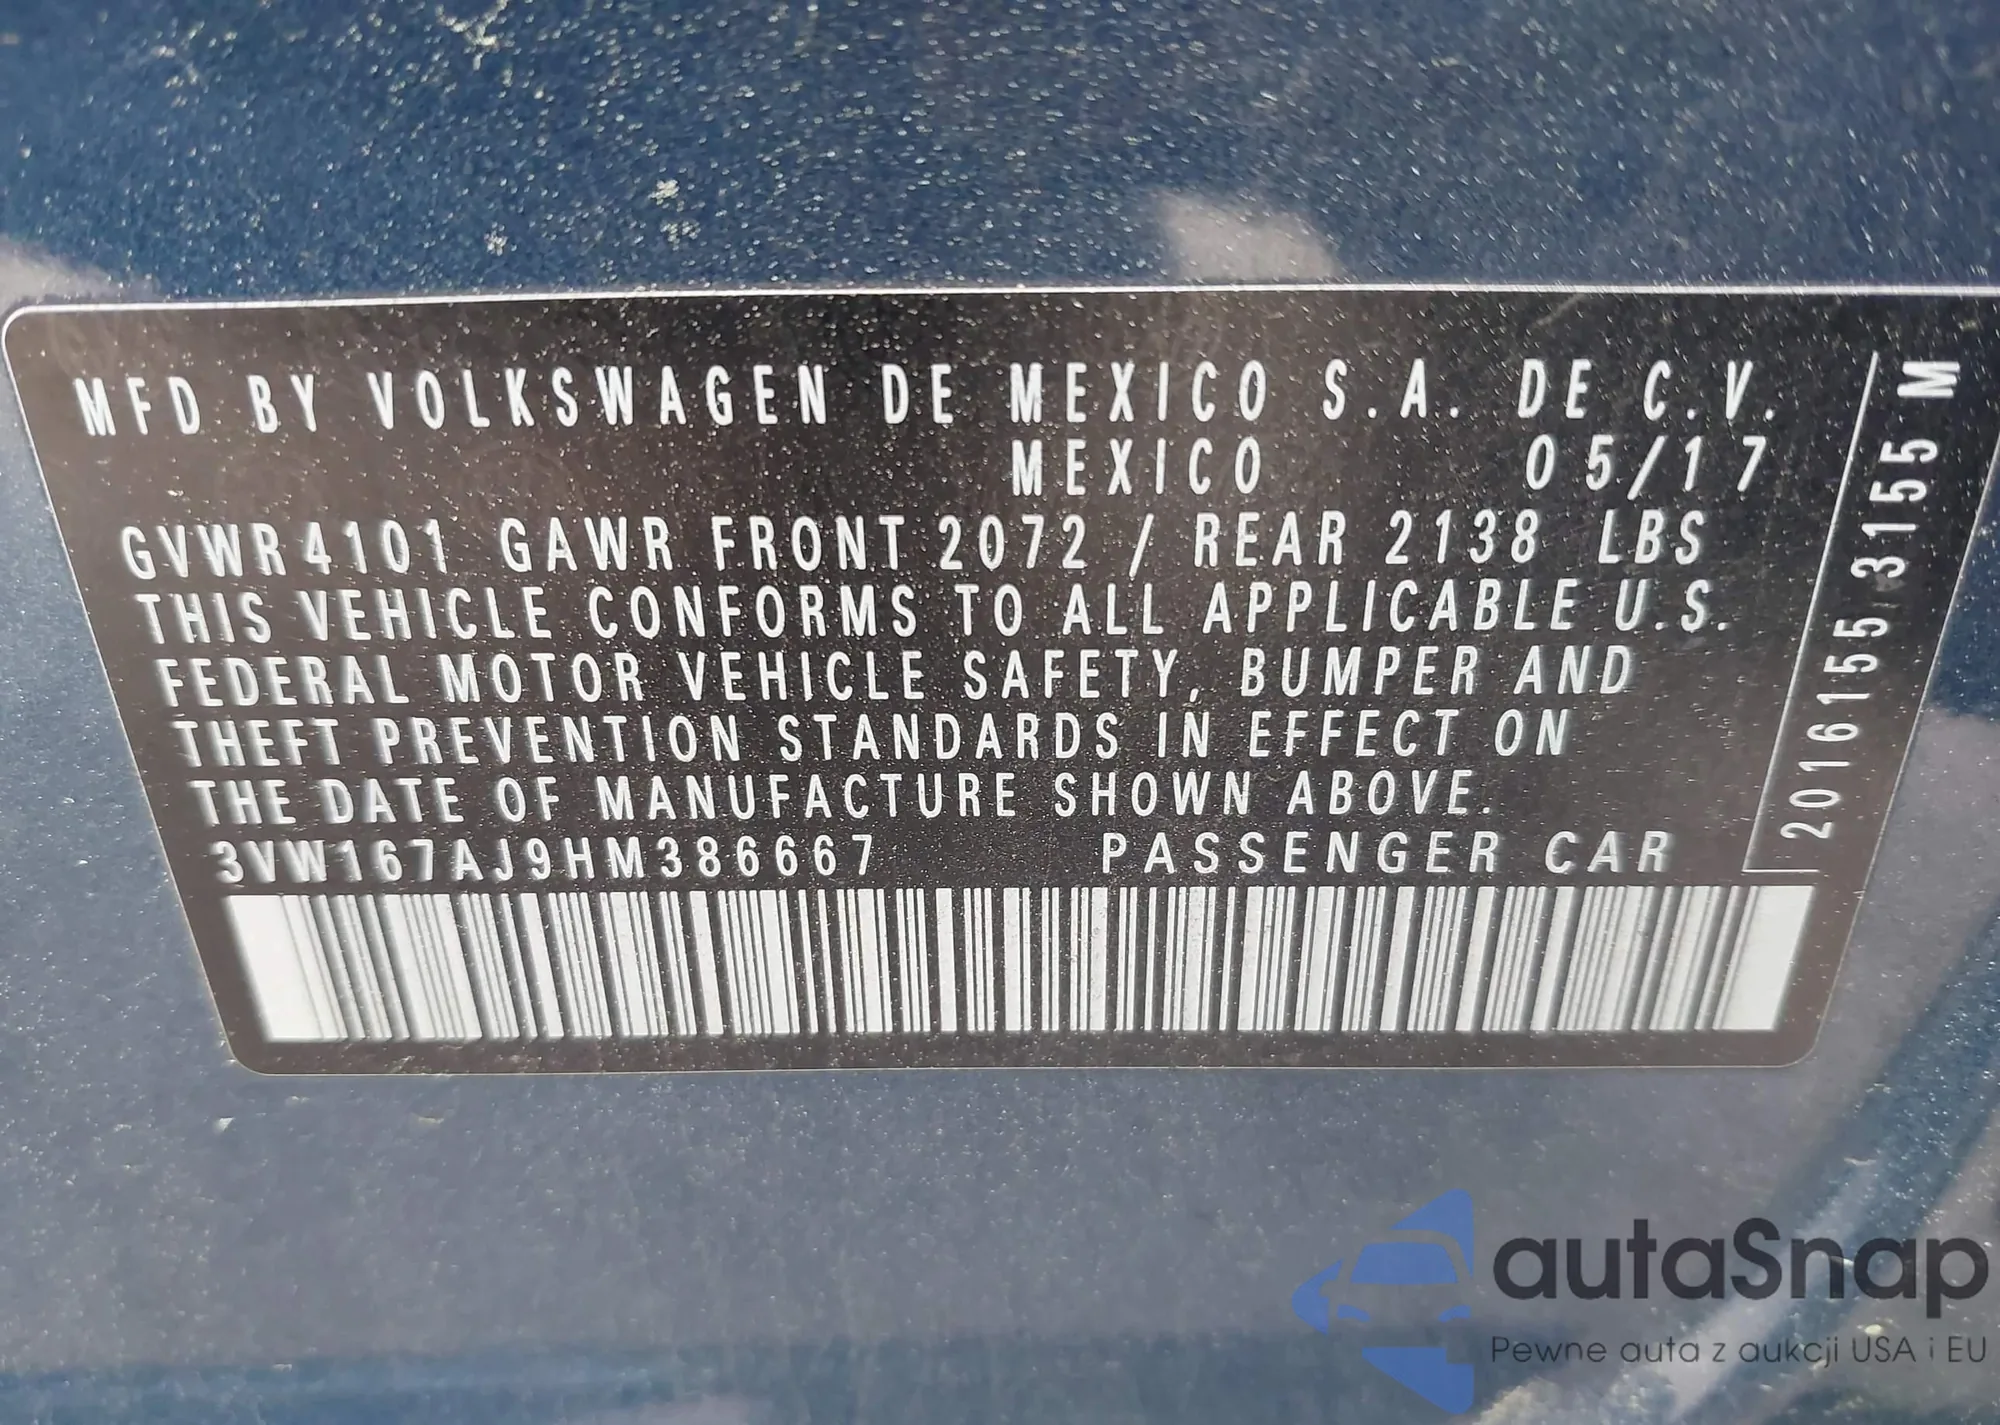 MFD BY VOLKSWAGEN DE MEXICO S.A. DE C.V.
MEXICO 05/17
GVWR 4101 GAWR FRONT 2072 / REAR 2138 LBS
THIS VEHICLE CONFORMS TO ALL APPLICABLE U.S.
FEDERAL MOTOR VEHICLE SAFETY, BUMPER AND
THEFT PREVENTION STANDARDS IN EFFECT ON
THE DATE OF MANUFACTURE SHOWN ABOVE.
3VW167AJ9HM386667 PASSENGER CAR
2016155 3155 M
autaSnap
Pewne auta z aukcji USA i EU